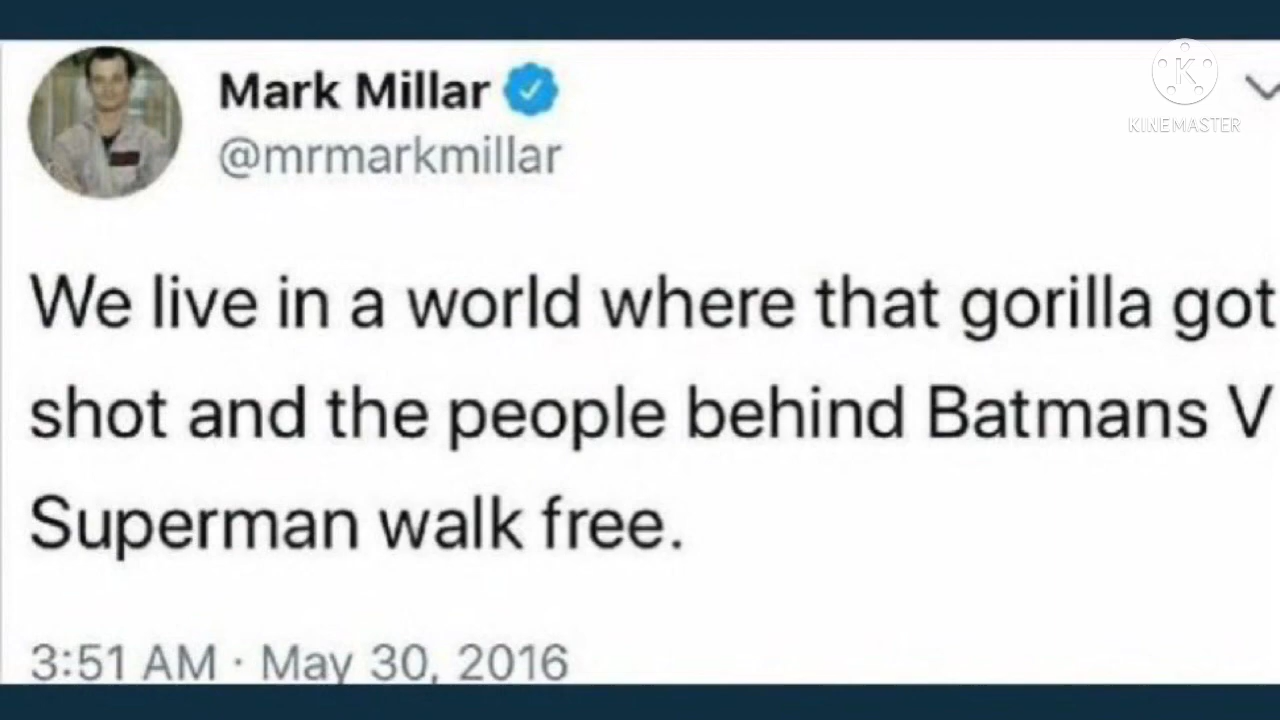 Mark Millar
@mrmarkmillar
KINEMASTER
We live in a world where that gorilla got
shot and the people behind Batmans V
Superman walk free.
3:51 AM · May 30, 2016